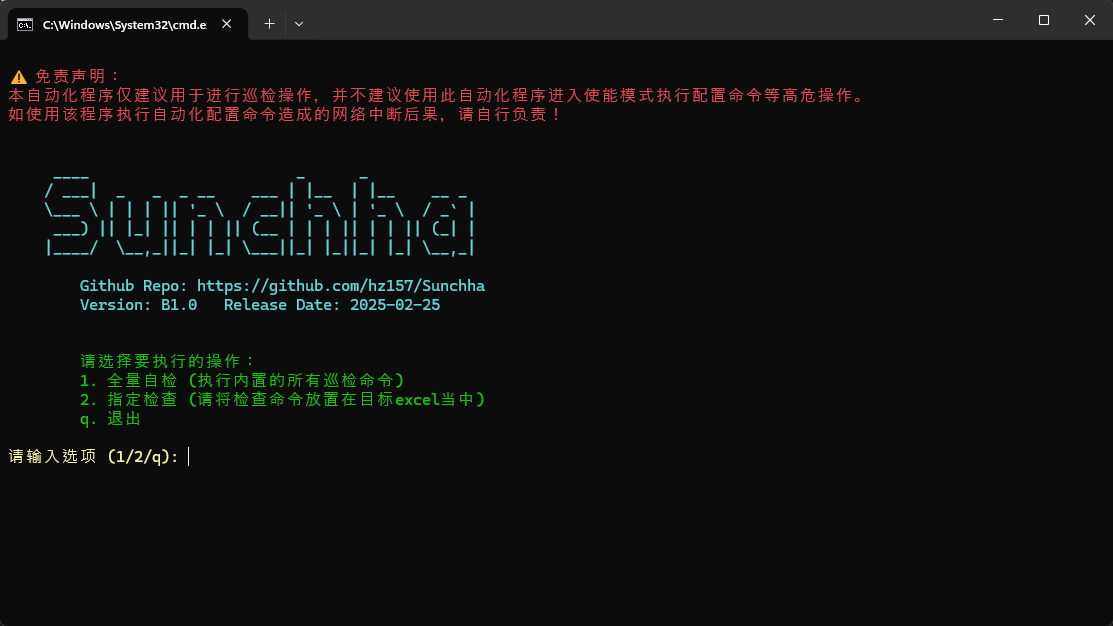 C:\Windows\System32\cmd.e
⚠ 免责声明：
本自动化程序仅建议用于进行巡检操作，并不建议使用此自动化程序进入使能模式执行配置命令等高危操作。
如使用该程序执行自动化配置命令造成的网络中断后果，请自行负责！
Sunchha
Github Repo: https://github.com/hz157/Sunchha
Version: B1.0   Release Date: 2025-02-25
请选择要执行的操作：
1. 全量自检 (执行内置的所有巡检命令)
2. 指定检查 (请将检查命令放置在目标excel当中)
q. 退出
请输入选项 (1/2/q):